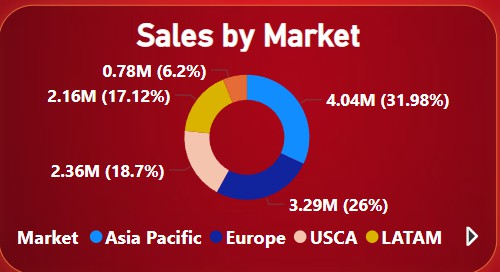 Sales by Market
0.78M (6.2%)
2.16M (17.12%)
4.04M (31.98%)
2.36M (18.7%)
3.29M (26%)
Market Asia Pacific Europe USCA LATAM